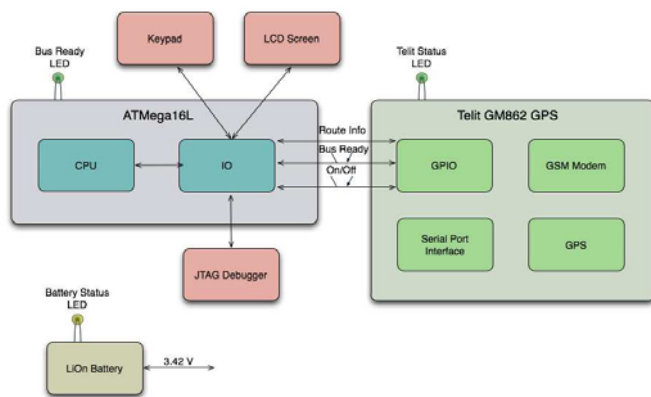 Keypad
LCD Screen
Bus Ready
LED
Telit Status
LED
ATMega16L
Telit GM862 GPS
CPU
IO
Route Info
Bus Ready
On/Off
GPIO
GSM Modem
Serial Port
Interface
GPS
JTAG Debugger
Battery Status
LED
LiOn Battery
3.42 V